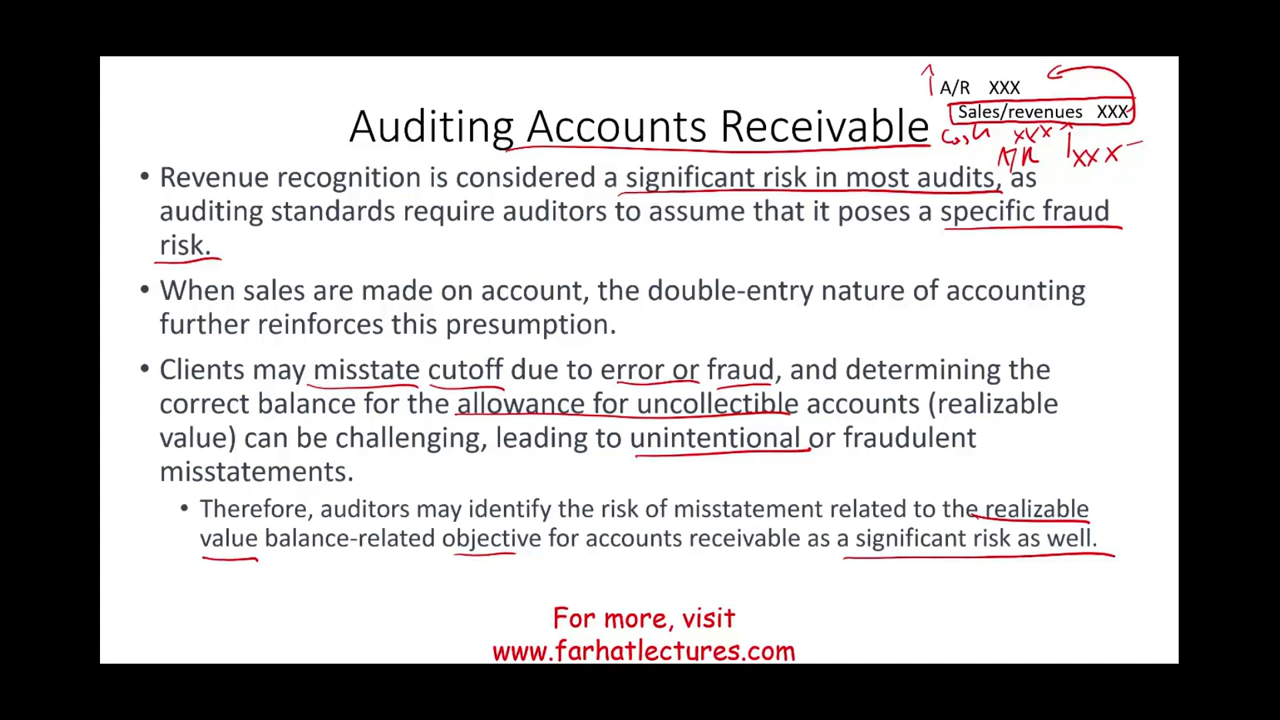 A/R XXX
Sales/revenues XXX
Cash XXX
A/R XXX
Auditing Accounts Receivable
• Revenue recognition is considered a significant risk in most audits, as
auditing standards require auditors to assume that it poses a specific fraud
risk.
• When sales are made on account, the double-entry nature of accounting
further reinforces this presumption.
• Clients may misstate cutoff due to error or fraud, and determining the
correct balance for the allowance for uncollectible accounts (realizable
value) can be challenging, leading to unintentional or fraudulent
misstatements.
• Therefore, auditors may identify the risk of misstatement related to the realizable
value balance-related objective for accounts receivable as a significant risk as well.
For more, visit
www.farhatlectures.com